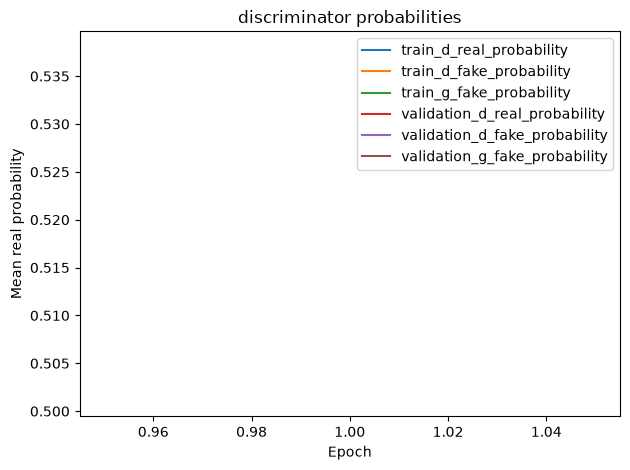 discriminator probabilities
train_d_real_probability
train_d_fake_probability
train_g_fake_probability
validation_d_real_probability
validation_d_fake_probability
validation_g_fake_probability
Mean real probability
0.535
0.530
0.525
0.520
0.515
0.510
0.505
0.500
0.96 0.98 1.00 1.02 1.04
Epoch